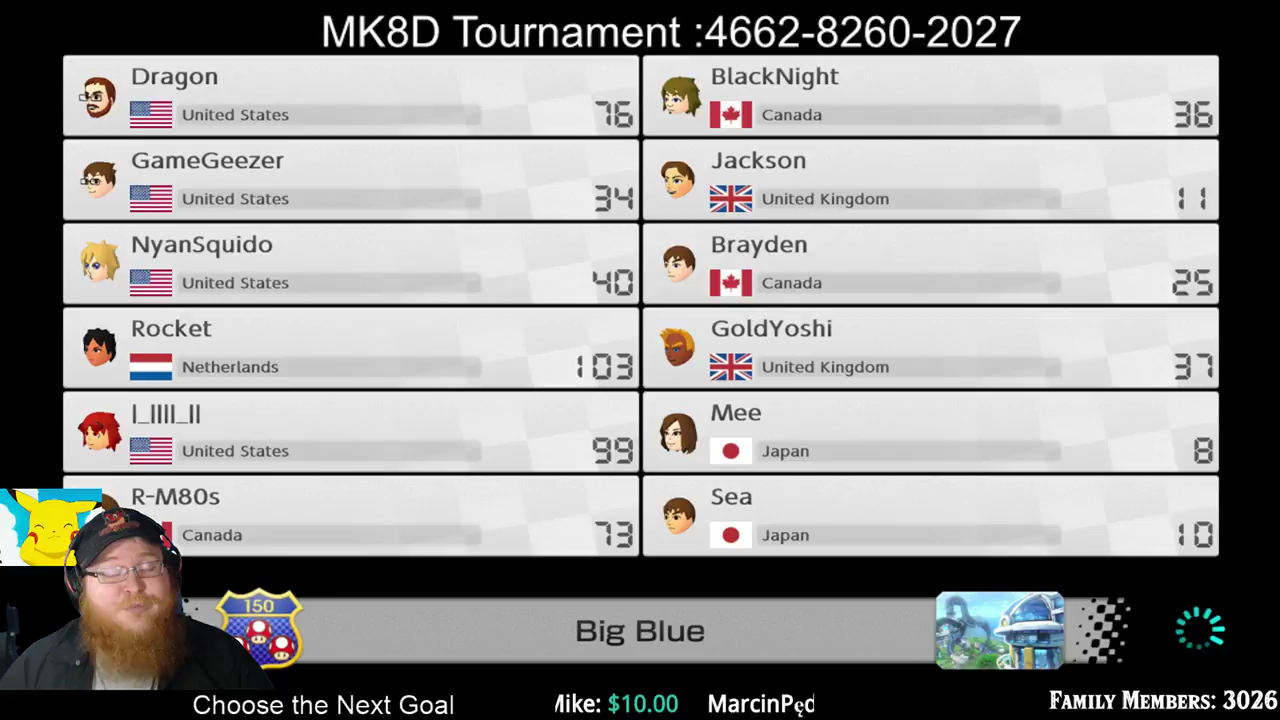 MK8D Tournament :4662-8260-2027
Dragon
United States
76
GameGeezer
United States
34
NyanSquido
United States
40
Rocket
Netherlands
103
I_IIII_II
United States
99
R-M80s
Canada
73
BlackNight
Canada
36
Jackson
United Kingdom
11
Brayden
Canada
25
GoldYoshi
United Kingdom
37
Mee
Japan
8
Sea
Japan
10
150
Big Blue
Choose the Next Goal Mike: $10.00 MarcinPęd FAMILY MEMBERS: 3026